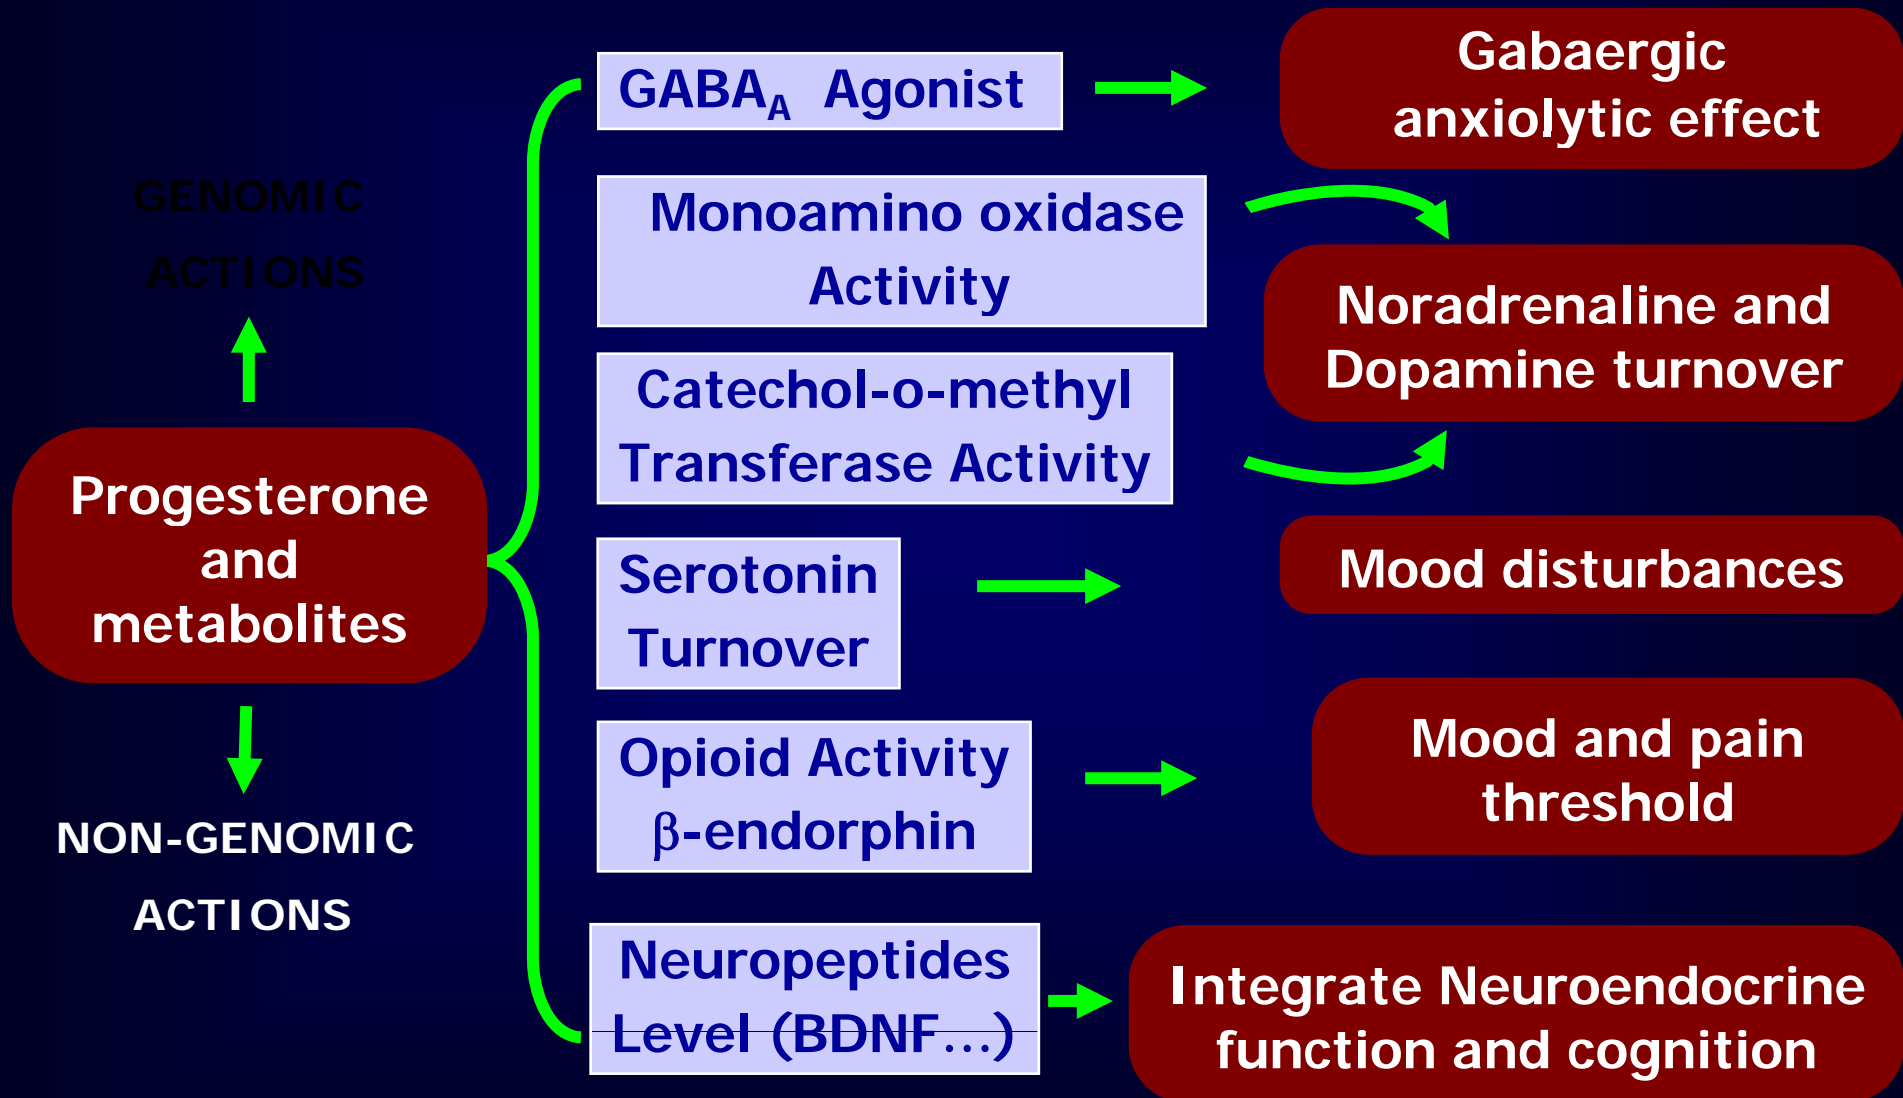 GENOMIC
ACTIONS
Progesterone
and
metabolites
NON-GENOMIC
ACTIONS
GABA_A Agonist
Gabaergic
anxiolytic effect
Monoamino oxidase
Activity
Catechol-o-methyl
Transferase Activity
Noradrenaline and
Dopamine turnover
Serotonin
Turnover
Mood disturbances
Opioid Activity
β-endorphin
Mood and pain
threshold
Neuropeptides
Level (BDNF...)
Integrate Neuroendocrine
function and cognition